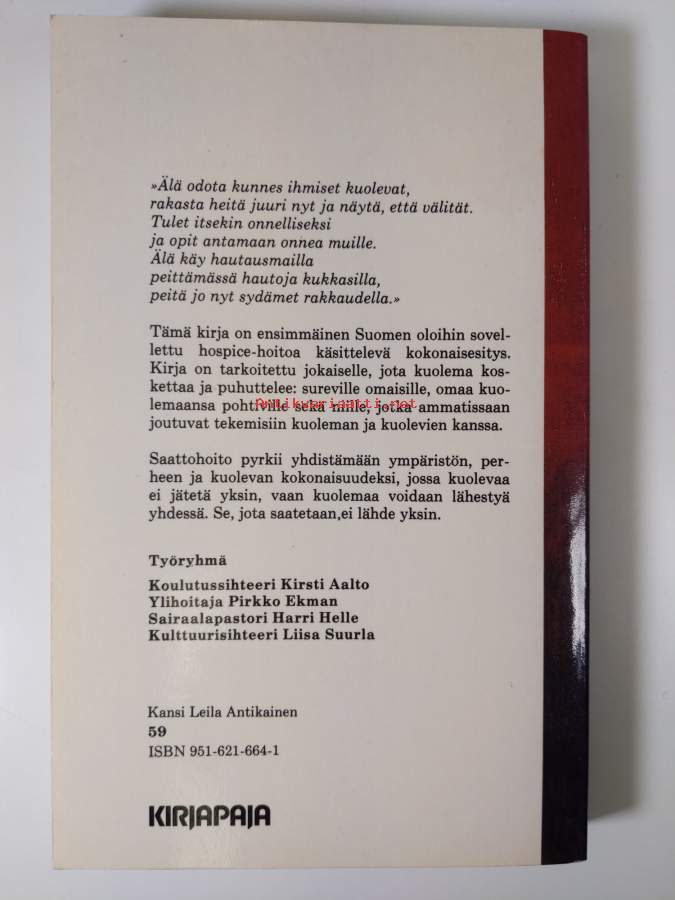 »Älä odota kunnes ihmiset kuolevat,
rakasta heitä juuri nyt ja näytä, että välität.
Tulet itsekin onnelliseksi
ja opit antamaan onnea muille.
Älä käy hautausmailla
peittämässä hautoja kukkasilla,
peitä jo nyt sydämet rakkaudella.»
Tämä kirja on ensimmäinen Suomen oloihin sovel-
lettu hospice-hoitoa käsittelevä kokonaisesitys.
Kirja on tarkoitettu jokaiselle, jota kuolema kos-
kettaa ja puhuttelee: sureville omaisille, omaa kuo-
lemaansa pohtiville sekä niille, jotka ammatissaan
Antikvariaatti.net
joutuvat tekemisiin kuoleman ja kuolevien kanssa.
Saattohoito pyrkii yhdistämään ympäristön, per-
heen ja kuolevan kokonaisuudeksi, jossa kuolevaa
ei jätetä yksin, vaan kuolemaa voidaan lähestyä
yhdessä. Se, jota saatetaan,ei lähde yksin.
Työryhmä
Koulutussihteeri Kirsti Aalto
Ylihoitaja Pirkko Ekman
Sairaalapastori Harri Helle
Kulttuurisihteeri Liisa Suurla
Kansi Leila Antikainen
59
ISBN 951-621-664-1
KIRJAPAJA